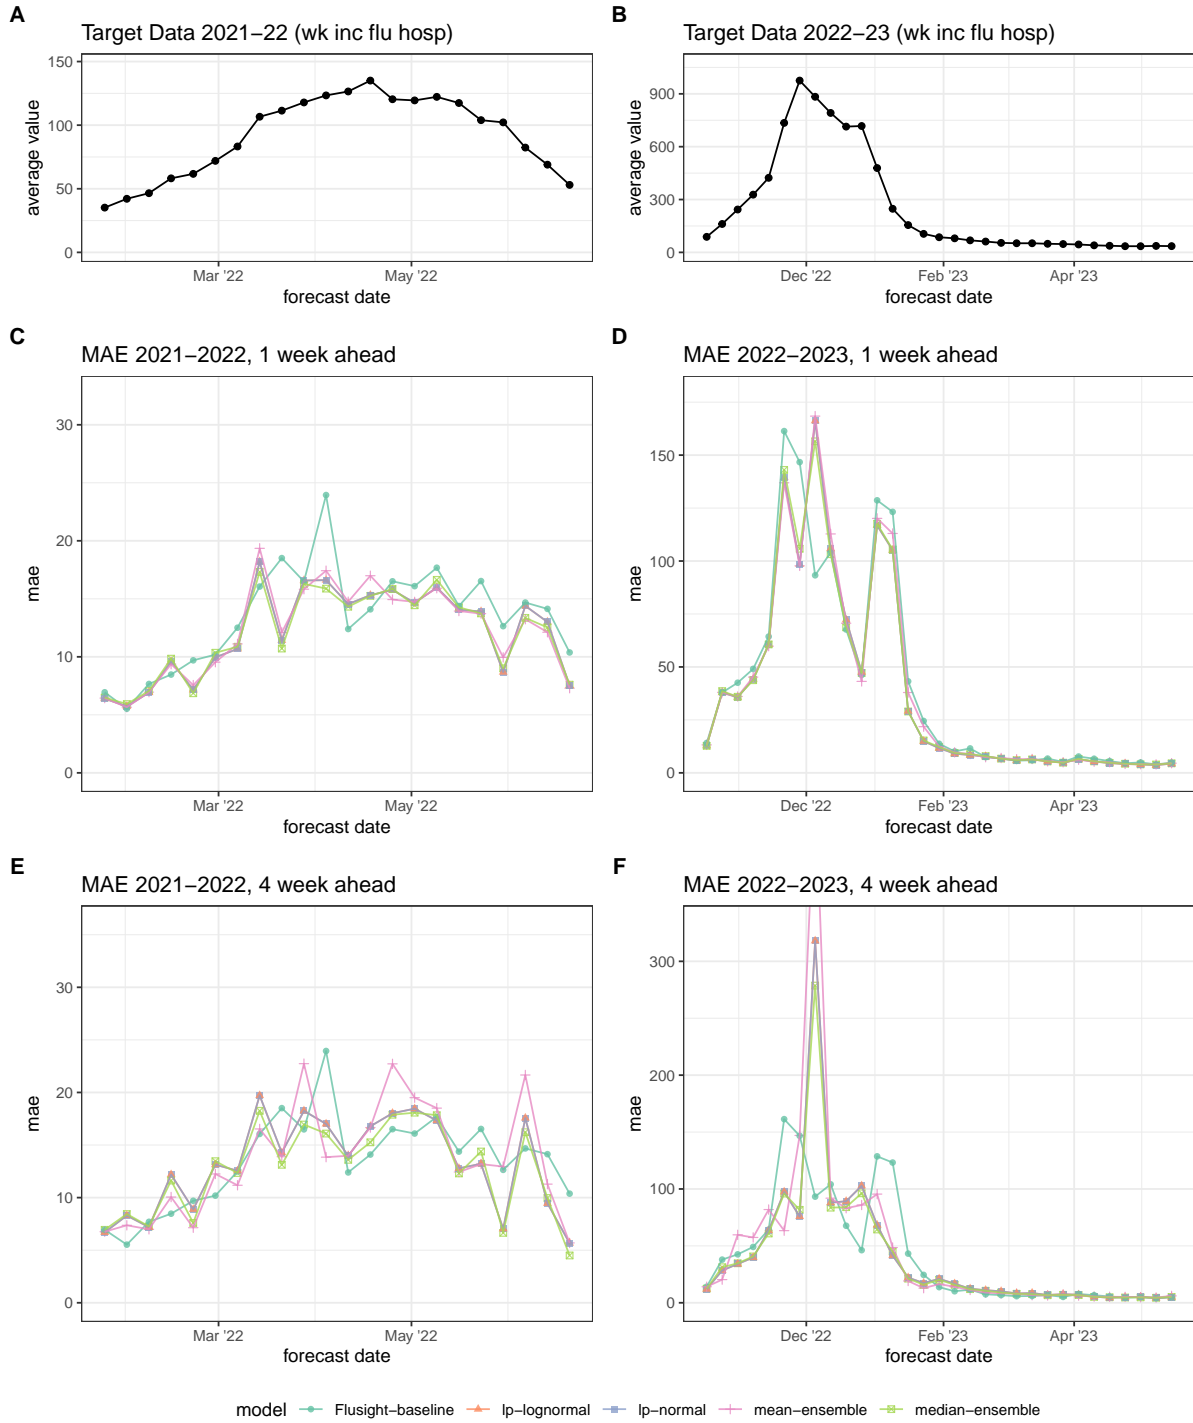 A
Target Data 2021−22 (wk inc flu hosp)
average value
150
100
50
0
Mar '22
May '22
forecast date
B
Target Data 2022−23 (wk inc flu hosp)
average value
900
600
300
0
Dec '22
Feb '23
Apr '23
forecast date
C
MAE 2021−2022, 1 week ahead
mae
30
20
10
0
Mar '22
May '22
forecast date
D
MAE 2022−2023, 1 week ahead
mae
150
100
50
0
Dec '22
Feb '23
Apr '23
forecast date
E
MAE 2021−2022, 4 week ahead
mae
30
20
10
0
Mar '22
May '22
forecast date
F
MAE 2022−2023, 4 week ahead
mae
300
200
100
0
Dec '22
Feb '23
Apr '23
forecast date
model Flusight−baseline lp−lognormal lp−normal mean−ensemble median−ensemble